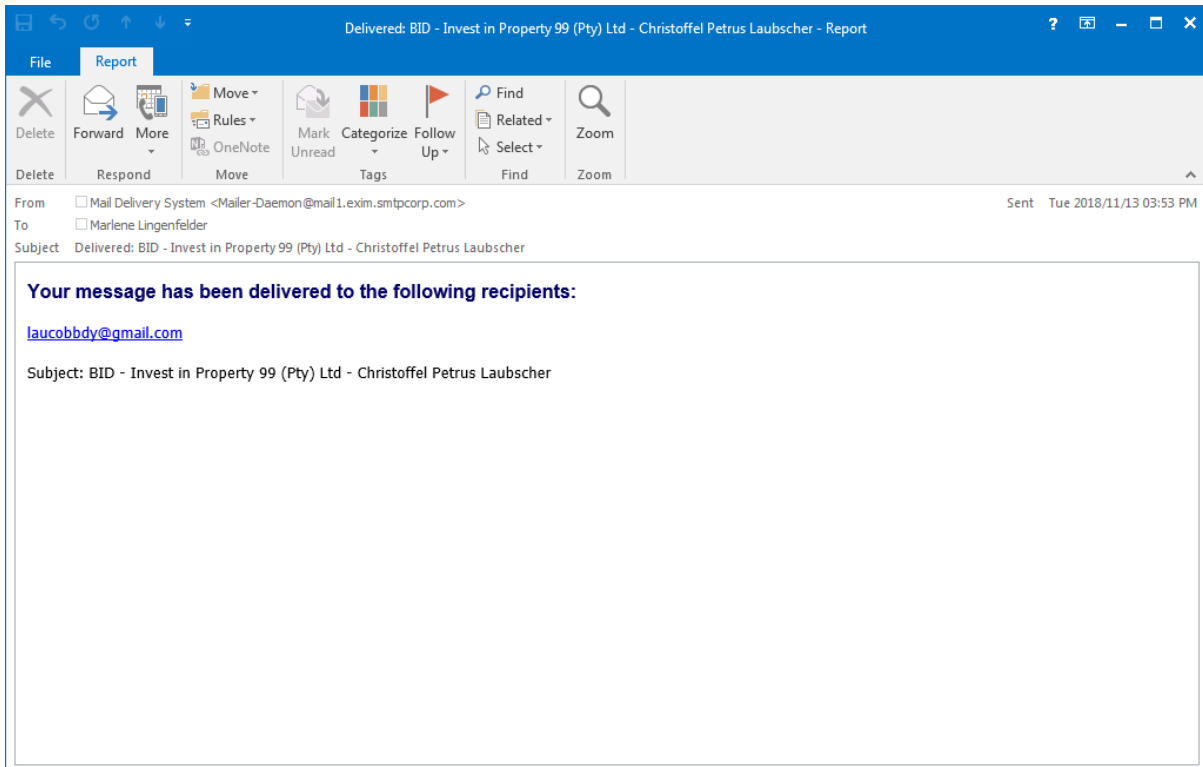 Delivered: BID - Invest in Property 99 (Pty) Ltd - Christoffel Petrus Laubscher - Report
File Report
Delete
Forward
More
Move
Rules
OneNote
Mark Unread
Categorize
Follow Up
Find
Related
Select
Zoom
Delete Respond Move Tags Find Zoom
From Mail Delivery System <Mailer-Daemon@mail1.exim.smtpcorp.com> Sent Tue 2018/11/13 03:53 PM
To Marlene Lingenfelder
Subject Delivered: BID - Invest in Property 99 (Pty) Ltd - Christoffel Petrus Laubscher
Your message has been delivered to the following recipients:
laucobbdy@gmail.com
Subject: BID - Invest in Property 99 (Pty) Ltd - Christoffel Petrus Laubscher